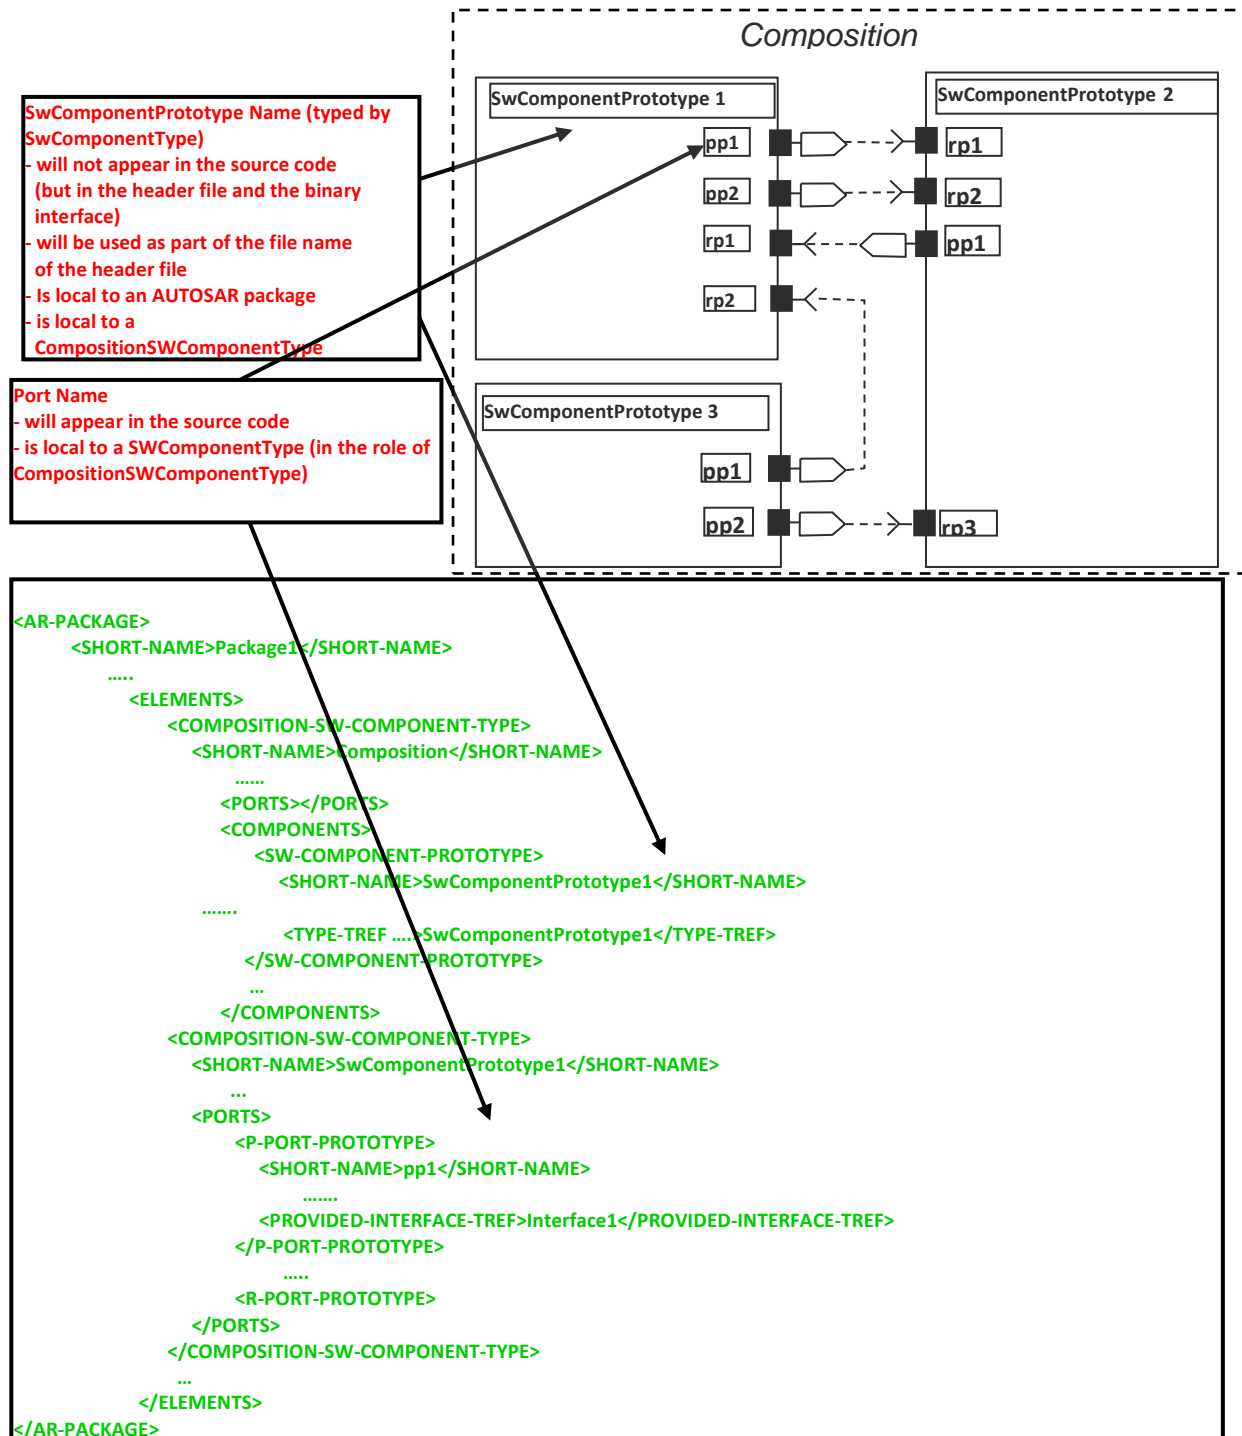 Composition
SwComponentPrototype Name (typed by
SwComponentType)
- will not appear in the source code
(but in the header file and the binary
interface)
- will be used as part of the file name
of the header file
- Is local to an AUTOSAR package
- is local to a
CompositionSWComponentType
Port Name
- will appear in the source code
- is local to a SWComponentType (in the role of
CompositionSWComponentType)
SwComponentPrototype 1
pp1
pp2
rp1
rp2
SwComponentPrototype 2
rp1
rp2
pp1
rp3
SwComponentPrototype 3
pp1
pp2
<AR-PACKAGE>
<SHORT-NAME>Package1</SHORT-NAME>
.....
<ELEMENTS>
<COMPOSITION-SW-COMPONENT-TYPE>
<SHORT-NAME>Composition</SHORT-NAME>
......
<PORTS></PORTS>
<COMPONENTS>
<SW-COMPONENT-PROTOTYPE>
<SHORT-NAME>SwComponentPrototype1</SHORT-NAME>
.......
<TYPE-TREF .....>SwComponentPrototype1</TYPE-TREF>
</SW-COMPONENT-PROTOTYPE>
...
</COMPONENTS>
<COMPOSITION-SW-COMPONENT-TYPE>
<SHORT-NAME>SwComponentPrototype1</SHORT-NAME>
...
<PORTS>
<P-PORT-PROTOTYPE>
<SHORT-NAME>pp1</SHORT-NAME>
.......
<PROVIDED-INTERFACE-TREF>Interface1</PROVIDED-INTERFACE-TREF>
</P-PORT-PROTOTYPE>
.....
<R-PORT-PROTOTYPE>
</PORTS>
</COMPOSITION-SW-COMPONENT-TYPE>
...
</ELEMENTS>
</AR-PACKAGE>